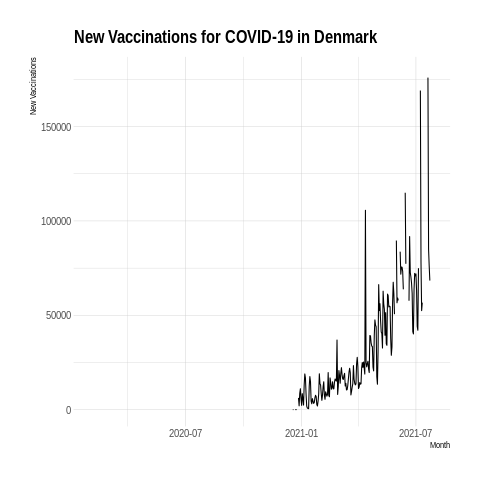 New Vaccinations for COVID-19 in Denmark
New Vaccinations
150000
100000
50000
0
2020-07
2021-01
2021-07
Month